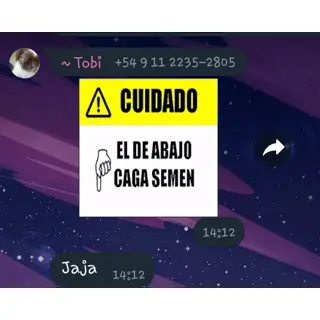 ~ Tobi +54 9 11 2235-2805
CUIDADO
EL DE ABAJO
CAGA SEMEN
14:12
Jaja 14:12